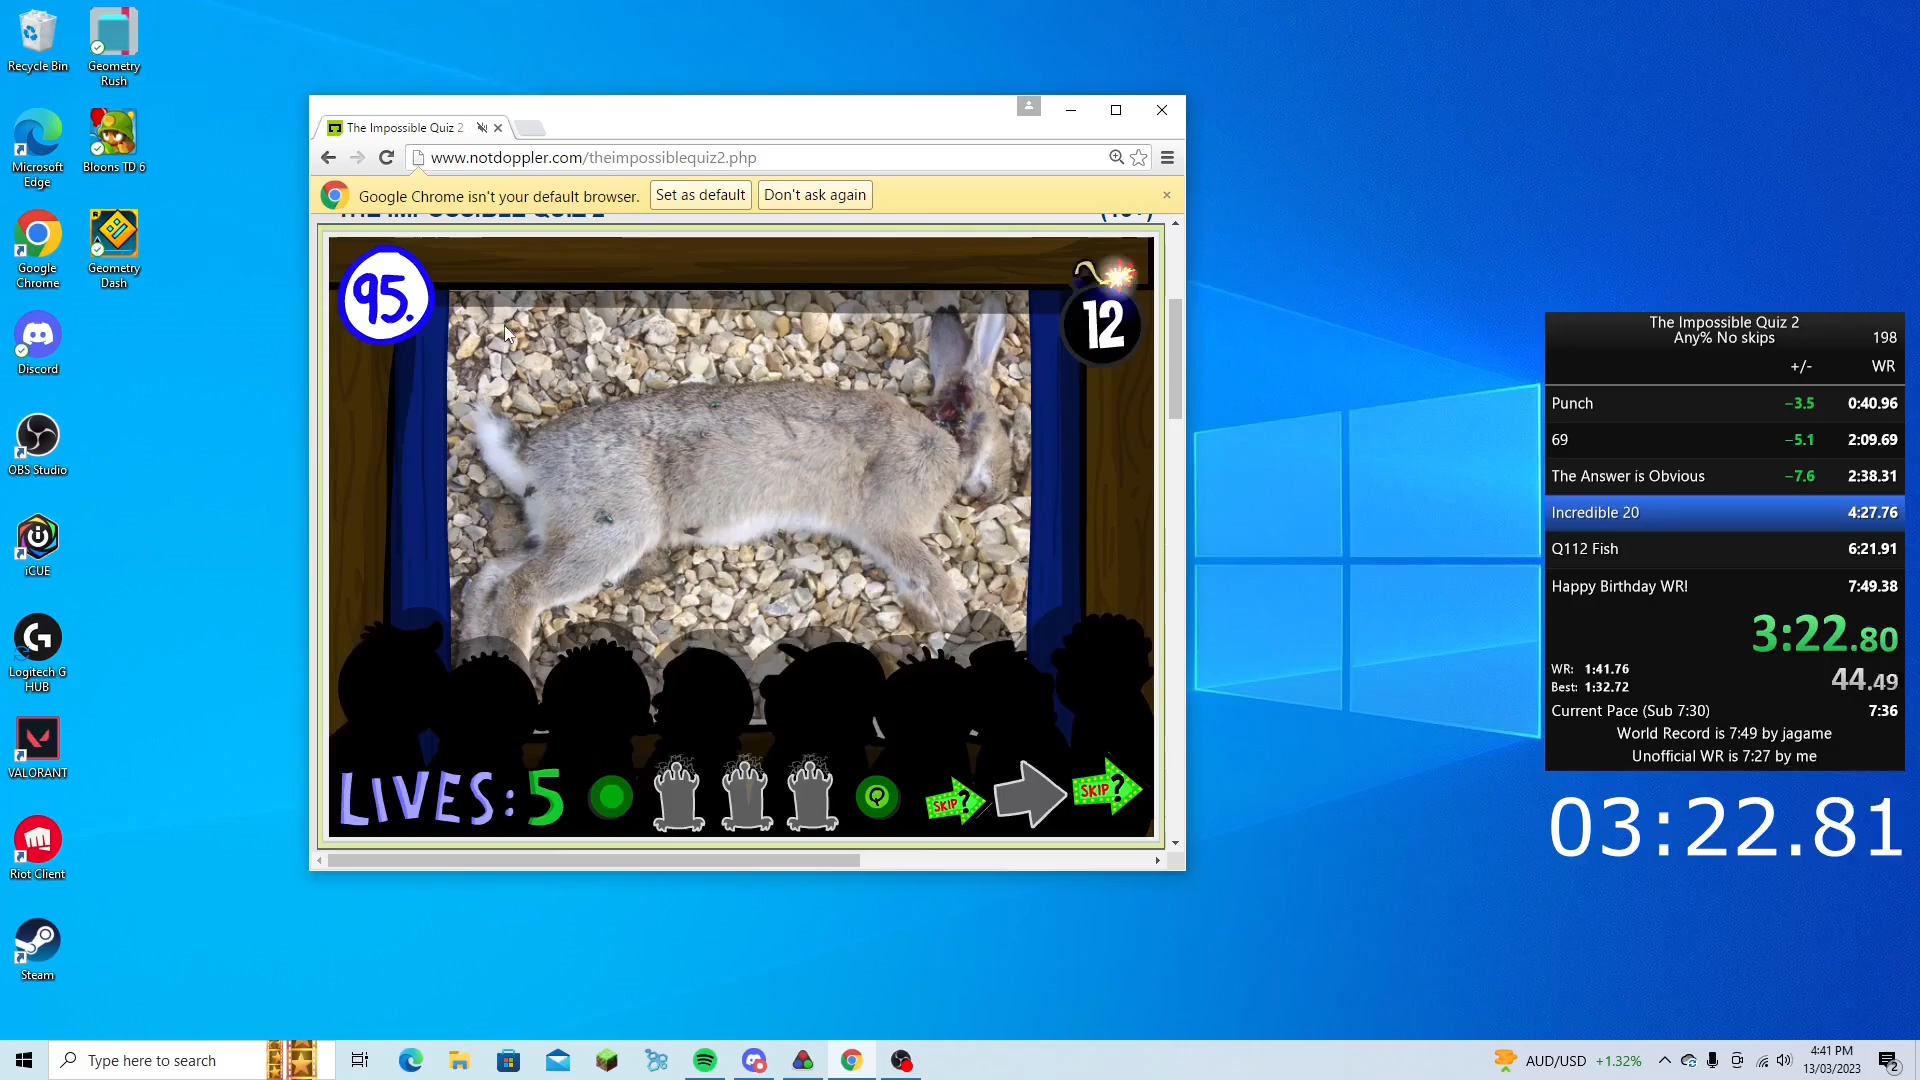 Recycle Bin
Geometry
Rush
Microsoft
Edge
Bloons TD 6
Google
Chrome
Geometry
Dash
Discord
OBS Studio
iCUE
Logitech G
HUB
VALORANT
Riot Client
Steam
The Impossible Quiz 2
www.notdoppler.com/theimpossiblequiz2.php
Google Chrome isn't your default browser.
Set as default
Don't ask again
95.
12
LIVES: 5
SKIP?
SKIP?
The Impossible Quiz 2
Any% No skips
198
+/- WR
Punch −3.5 0:40.96
69 −5.1 2:09.69
The Answer is Obvious −7.6 2:38.31
Incredible 20 4:27.76
Q112 Fish 6:21.91
Happy Birthday WR! 7:49.38
3:22.80
WR: 1:41.76
Best: 1:32.72
44.49
Current Pace (Sub 7:30) 7:36
World Record is 7:49 by jagame
Unofficial WR is 7:27 by me
03:22.81
Type here to search
AUD/USD +1.32%
4:41 PM
13/03/2023
2